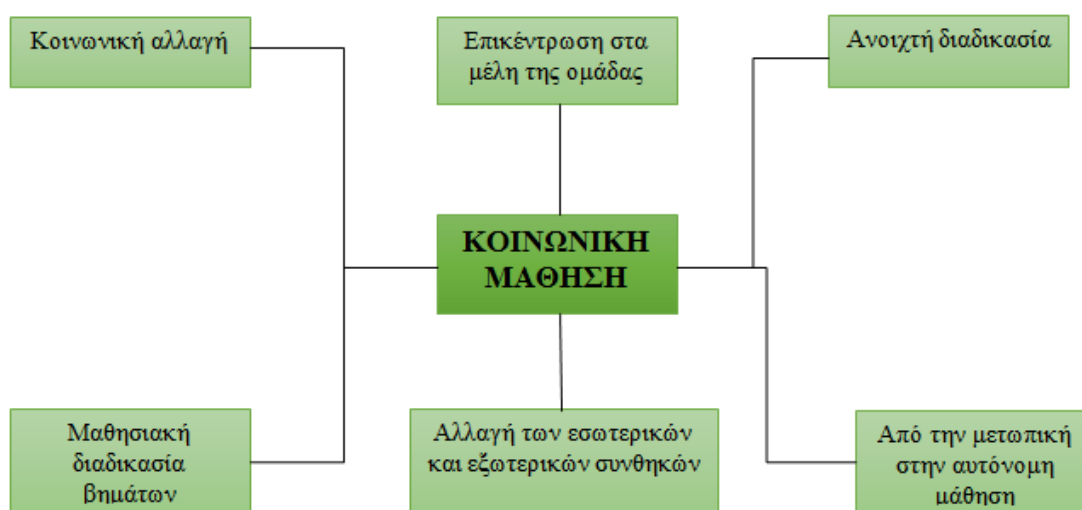 Κοινωνική αλλαγή
Επικέντρωση στα
μέλη της ομάδας
Ανοιχτή διαδικασία
ΚΟΙΝΩΝΙΚΗ
ΜΑΘΗΣΗ
Μαθησιακή
διαδικασία
βημάτων
Αλλαγή των εσωτερικών
και εξωτερικών συνθηκών
Από την μετωπική
στην αυτόνομη
μάθηση